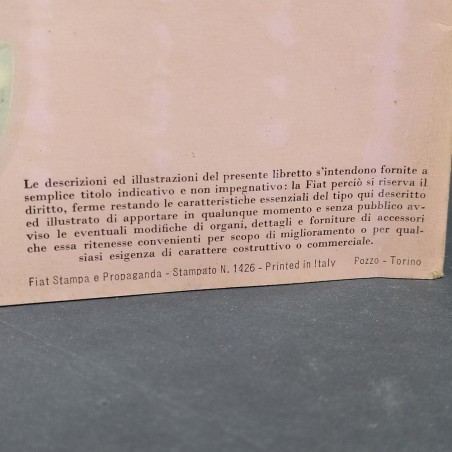 Le descrizioni ed illustrazioni del presente libretto s'intendono fornite a
semplice titolo indicativo e non impegnativo: la Fiat perciò si riserva il
diritto, ferme restando le caratteristiche essenziali del tipo qui descritto
ed illustrato di apportare in qualunque momento e senza pubblico av-
viso le eventuali modifiche di organi, dettagli e forniture di accessori
che essa ritenesse convenienti per scopo di miglioramento o per qual-
siasi esigenza di carattere costruttivo o commerciale.
Fiat Stampa e Propaganda - Stampato N. 1426 - Printed in Italy Pozzo - Torino